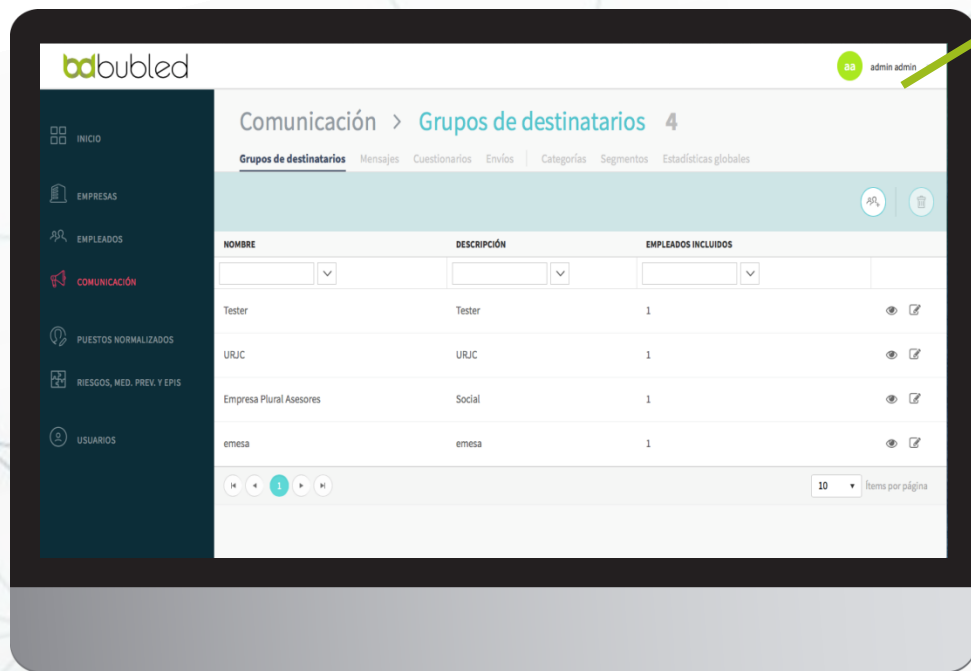 bdbubled
aa admin admin
INICIO
EMPRESAS
EMPLEADOS
COMUNICACIÓN
PUESTOS NORMALIZADOS
RIESGOS, MED. PREV. Y EPIS
USUARIOS
Comunicación > Grupos de destinatarios 4
Grupos de destinatarios Mensajes Cuestionarios Envíos Categorías Segmentos Estadísticas globales
NOMBRE DESCRIPCIÓN EMPLEADOS INCLUIDOS
Tester Tester 1
URJC URJC 1
Empresa Plural Asesores Social 1
emesa emesa 1
1 10 Ítems por página